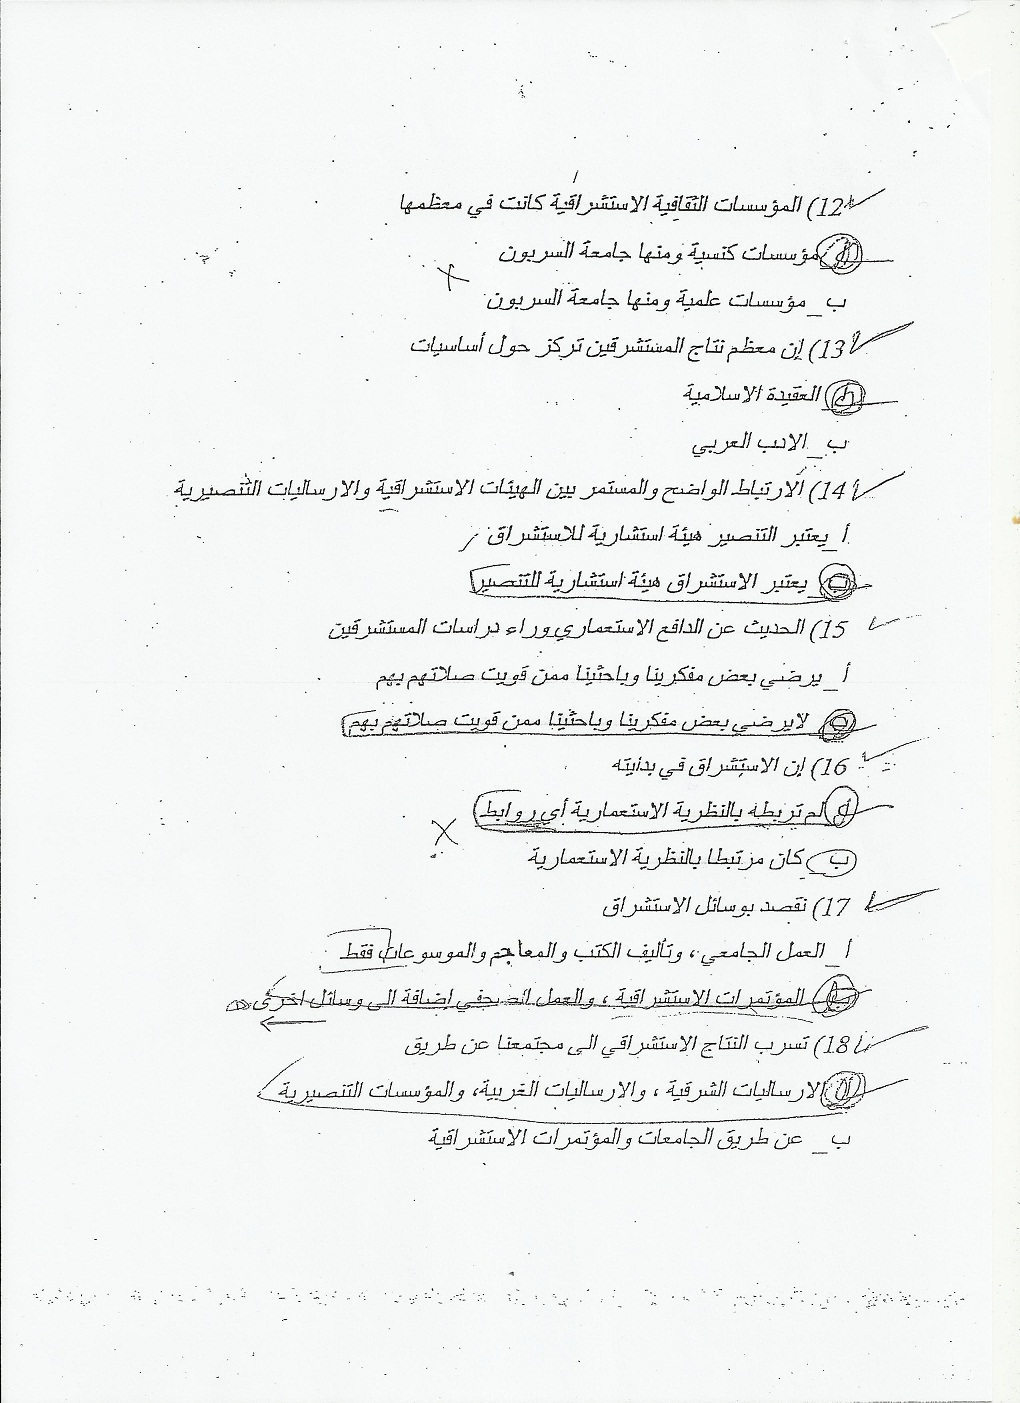 12) المؤسسات الثقافية الاستشراقية كانت في معظمها
أ_ مؤسسات كنسية ومنها جامعة السربون
ب_ مؤسسات علمية ومنها جامعة السربون
13) إن معظم نتاج المستشرقين تركز حول أساسيات
أ_ العقيدة الاسلامية
ب_ الادب العربي
14) الارتباط الواضح والمستمر بين الهيئات الاستشراقية والارساليات التنصيرية
أ_ يعتبر التنصير هيئة استشارية للاستشراق
ب_ يعتبر الاستشراق هيئة استشارية للتنصير
15) الحديث عن الدافع الاستعماري وراء دراسات المستشرقين
أ_ يرضي بعض مفكرينا وباحثينا ممن قويت صلاتهم بهم
ب_ لايرضي بعض مفكرينا وباحثينا ممن قويت صلاتهم بهم
16) إن الاستشراق في بدايته
أ_ لم تربطه بالنظرية الاستعمارية أي روابط
ب_ كان مرتبطا بالنظرية الاستعمارية
17) نقصد بوسائل الاستشراق
أ_ العمل الجامعي، وتأليف الكتب والمعاجم والموسوعات فقط
ب_ المؤتمرات الاستشراقية ، والعمل الصحفي إضافة الى وسائل اخرى
18) تسرب النتاج الاستشراقي الى مجتمعنا عن طريق
أ_ الارساليات الشرقية ، والارساليات الغربية، والمؤسسات التنصيرية
ب_ عن طريق الجامعات والمؤتمرات الاستشراقية